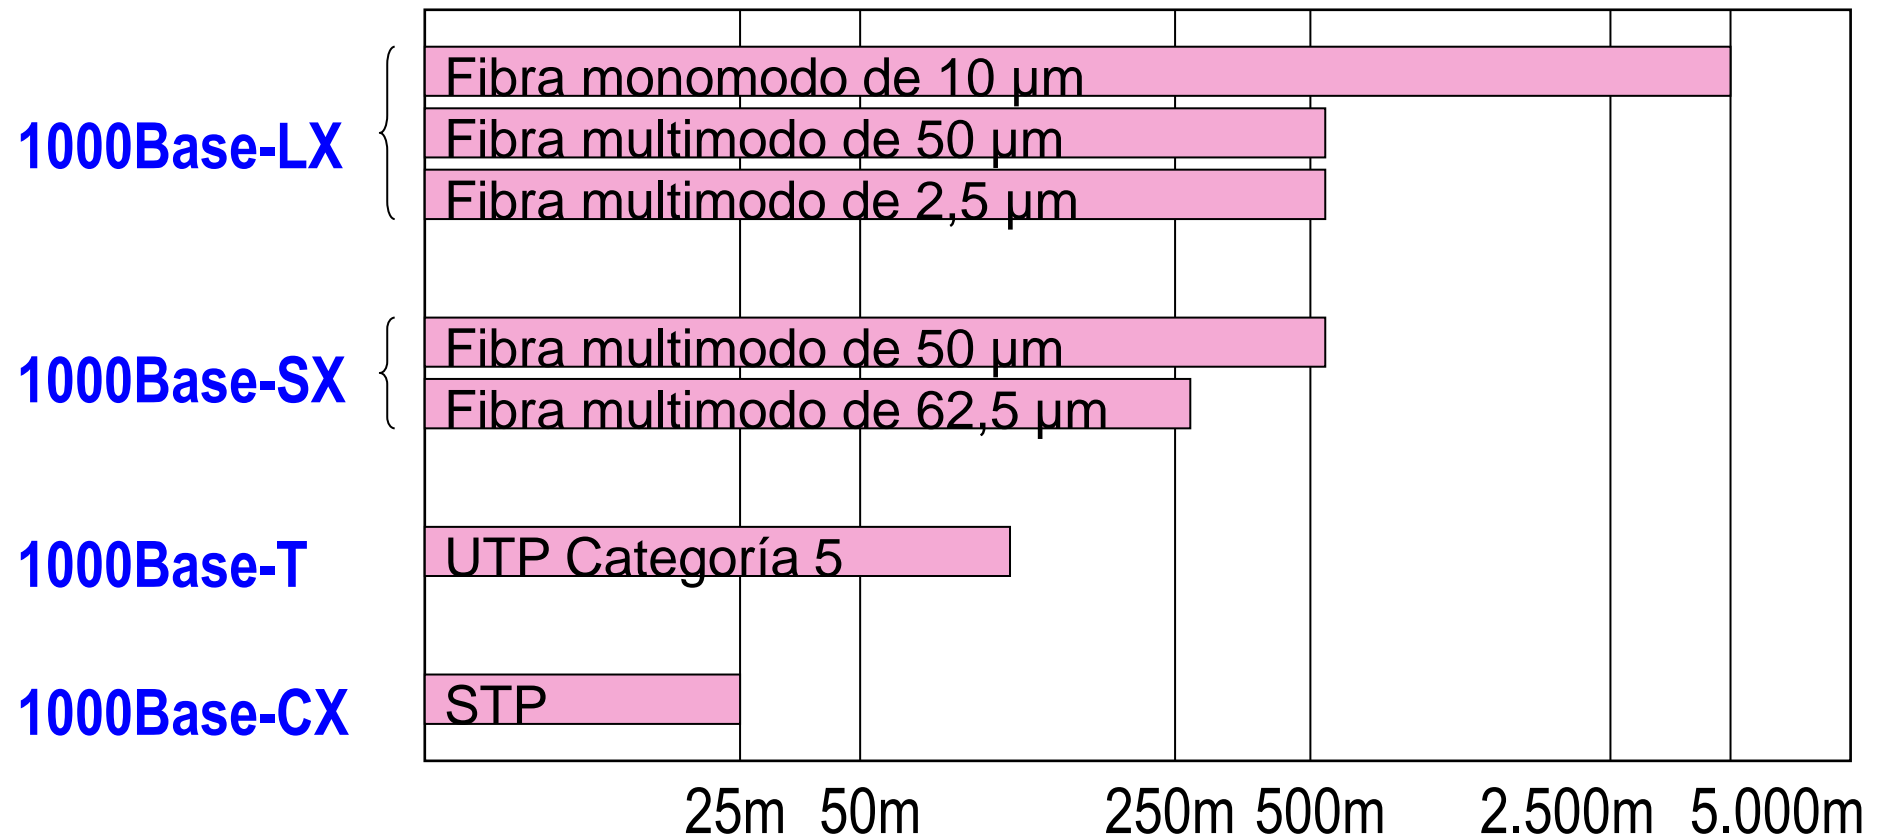 1000Base-LX
Fibra monomodo de 10 µm
Fibra multimodo de 50 µm
Fibra multimodo de 2,5 µm
1000Base-SX
Fibra multimodo de 50 µm
Fibra multimodo de 62,5 µm
1000Base-T
UTP Categoría 5
1000Base-CX
STP
25m 50m 250m 500m 2.500m 5.000m